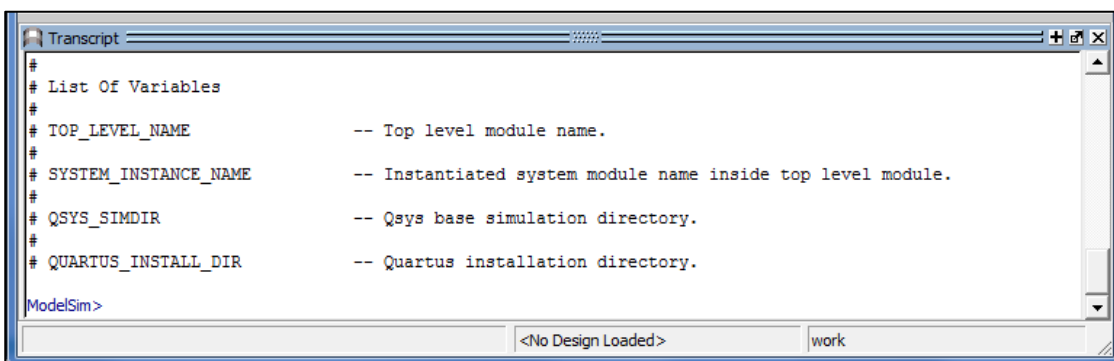 Transcript
#
# List Of Variables
#
# TOP_LEVEL_NAME -- Top level module name.
#
# SYSTEM_INSTANCE_NAME -- Instantiated system module name inside top level module.
#
# QSYS_SIMDIR -- Qsys base simulation directory.
#
# QUARTUS_INSTALL_DIR -- Quartus installation directory.
ModelSim>
<No Design Loaded> work